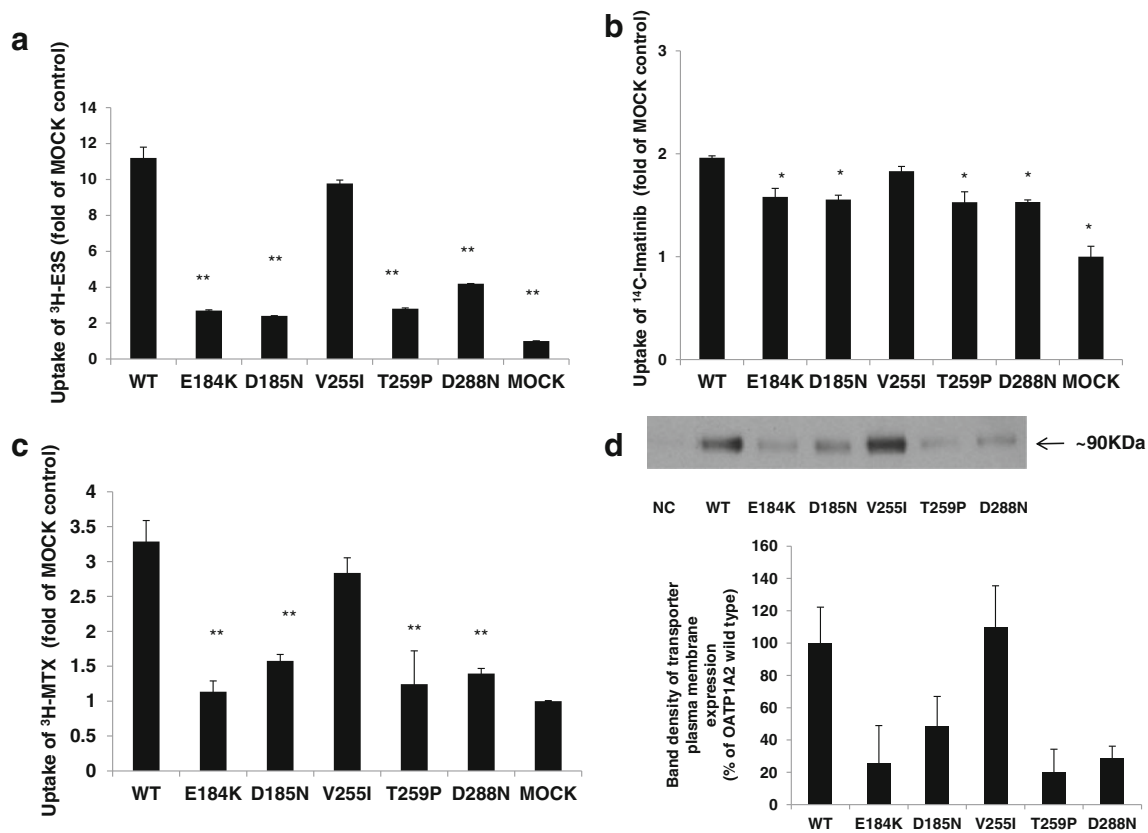 a
Uptake of ³H-E3S (fold of MOCK control)
14
12
10
8
6
4
2
0
**
**
**
**
**
WT E184K D185N V255I T259P D288N MOCK
b
Uptake of ¹⁴C-Imatinib (fold of MOCK control)
3
2
1
0
*
*
*
*
*
WT E184K D185N V255I T259P D288N MOCK
c
Uptake of ³H-MTX (fold of MOCK control)
4
3.5
3
2.5
2
1.5
1
0.5
0
**
**
**
**
WT E184K D185N V255I T259P D288N MOCK
d
~90KDa
NC WT E184K D185N V255I T259P D288N
Band density of transporter
plasma membrane
expression
(% of OATP1A2 wild type)
160
140
120
100
80
60
40
20
0
WT E184K D185N V255I T259P D288N